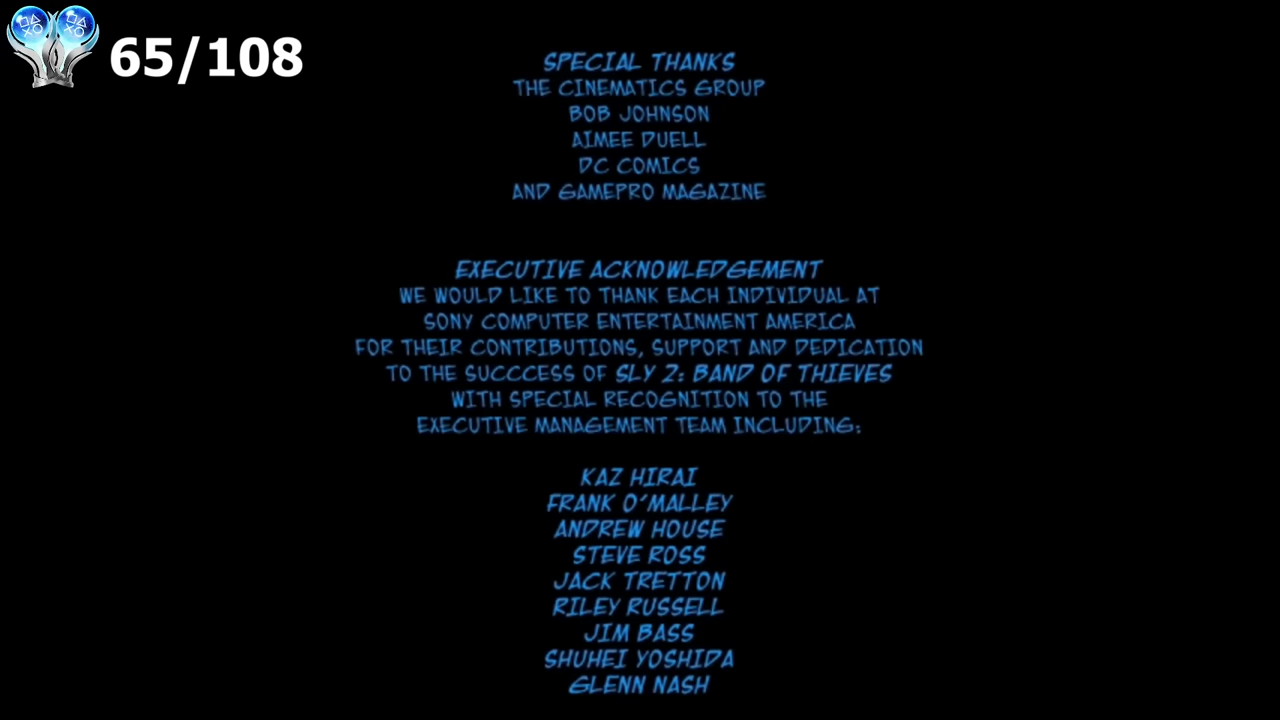 65/108
SPECIAL THANKS
THE CINEMATICS GROUP
BOB JOHNSON
AIMEE DUELL
DC COMICS
AND GAMEPRO MAGAZINE
EXECUTIVE ACKNOWLEDGEMENT
WE WOULD LIKE TO THANK EACH INDIVIDUAL AT
SONY COMPUTER ENTERTAINMENT AMERICA
FOR THEIR CONTRIBUTIONS, SUPPORT AND DEDICATION
TO THE SUCCCESS OF SLY 2: BAND OF THIEVES
WITH SPECIAL RECOGNITION TO THE
EXECUTIVE MANAGEMENT TEAM INCLUDING:
KAZ HIRAI
FRANK O'MALLEY
ANDREW HOUSE
STEVE ROSS
JACK TRETTON
RILEY RUSSELL
JIM BASS
SHUHEI YOSHIDA
GLENN NASH